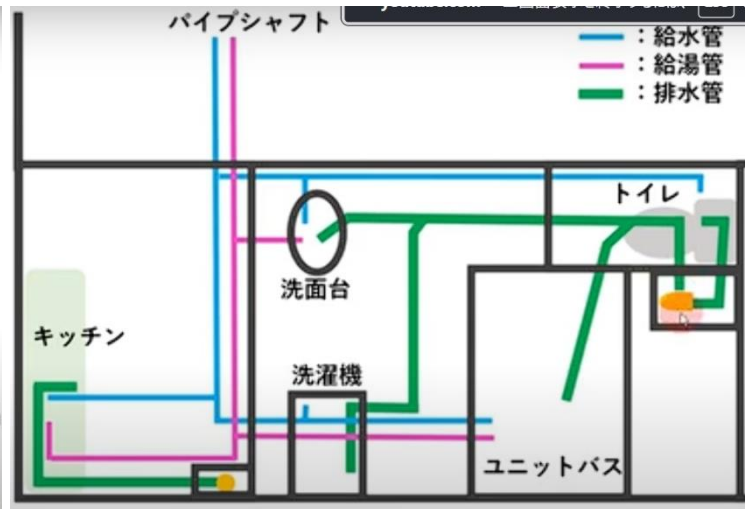 パイプシャフト
：給水管
：給湯管
：排水管
トイレ
洗面台
キッチン
洗濯機
ユニットバス